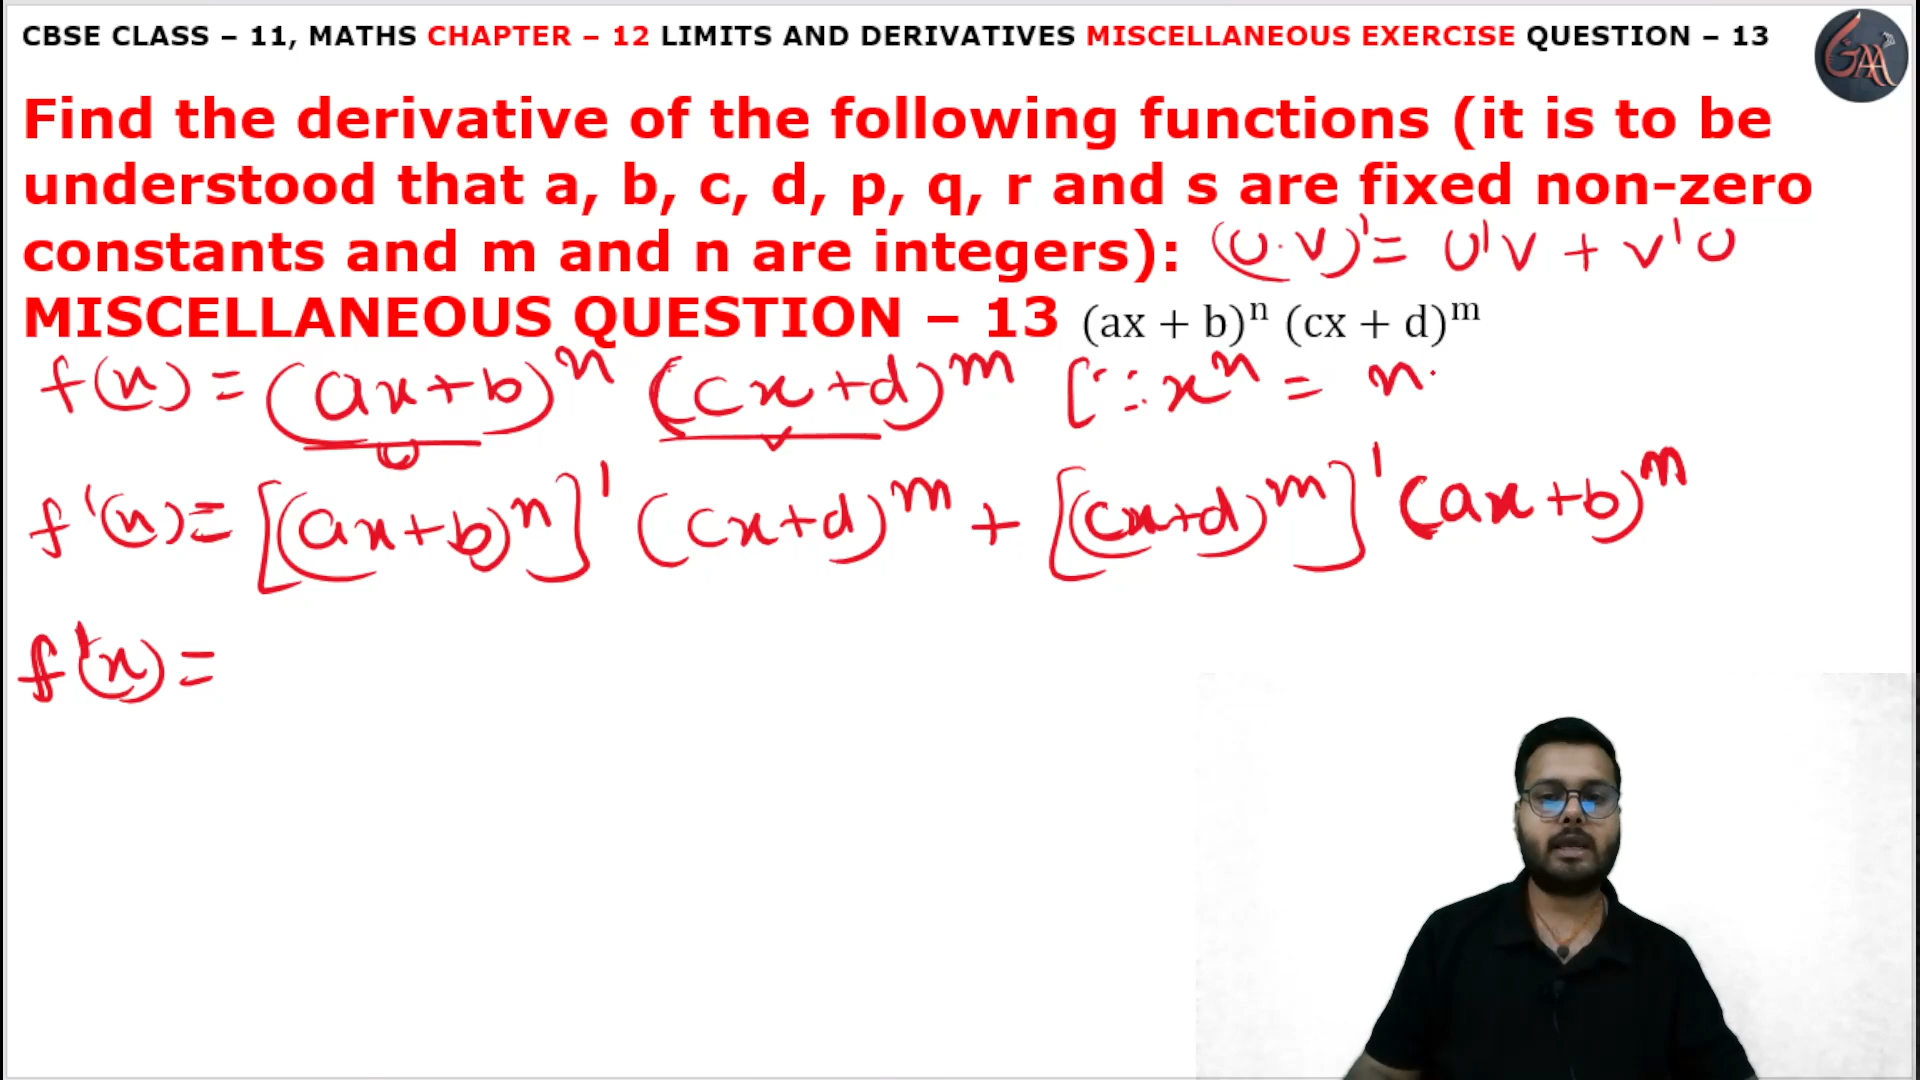 CBSE CLASS – 11, MATHS CHAPTER – 12 LIMITS AND DERIVATIVES MISCELLANEOUS EXERCISE QUESTION – 13
Find the derivative of the following functions (it is to be
understood that a, b, c, d, p, q, r and s are fixed non-zero
constants and m and n are integers): (U·V)' = U'V + V'U
MISCELLANEOUS QUESTION – 13 (ax + b)ⁿ (cx + d)ᵐ
f(x) = (ax+b)ⁿ (cx+d)ᵐ [∵ xⁿ = n·
U V
f'(x) = [(ax+b)ⁿ]' (cx+d)ᵐ + [(cx+d)ᵐ]' (ax+b)ⁿ
f'(x) =